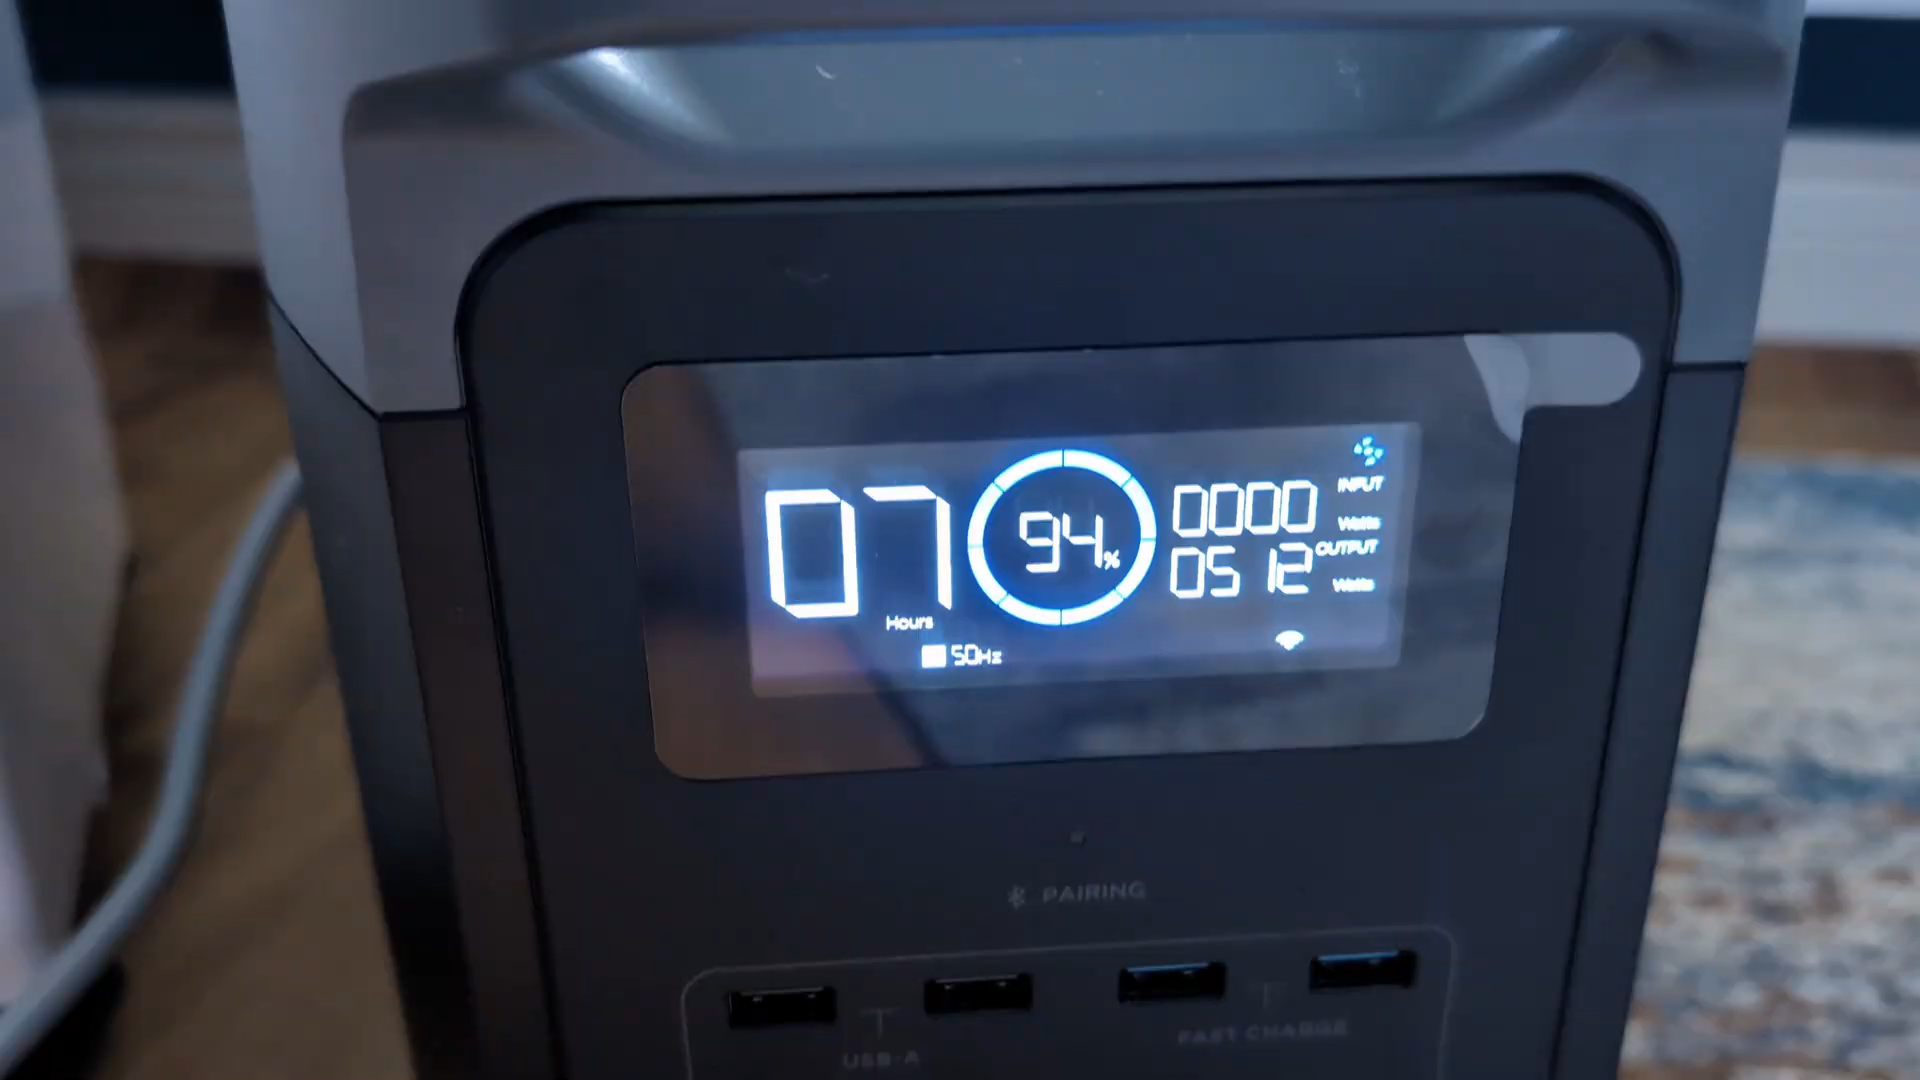 07
Hours
50Hz
94%
0000
INPUT
Watts
0512
OUTPUT
Watts
PAIRING
USB-A
FAST CHARGE